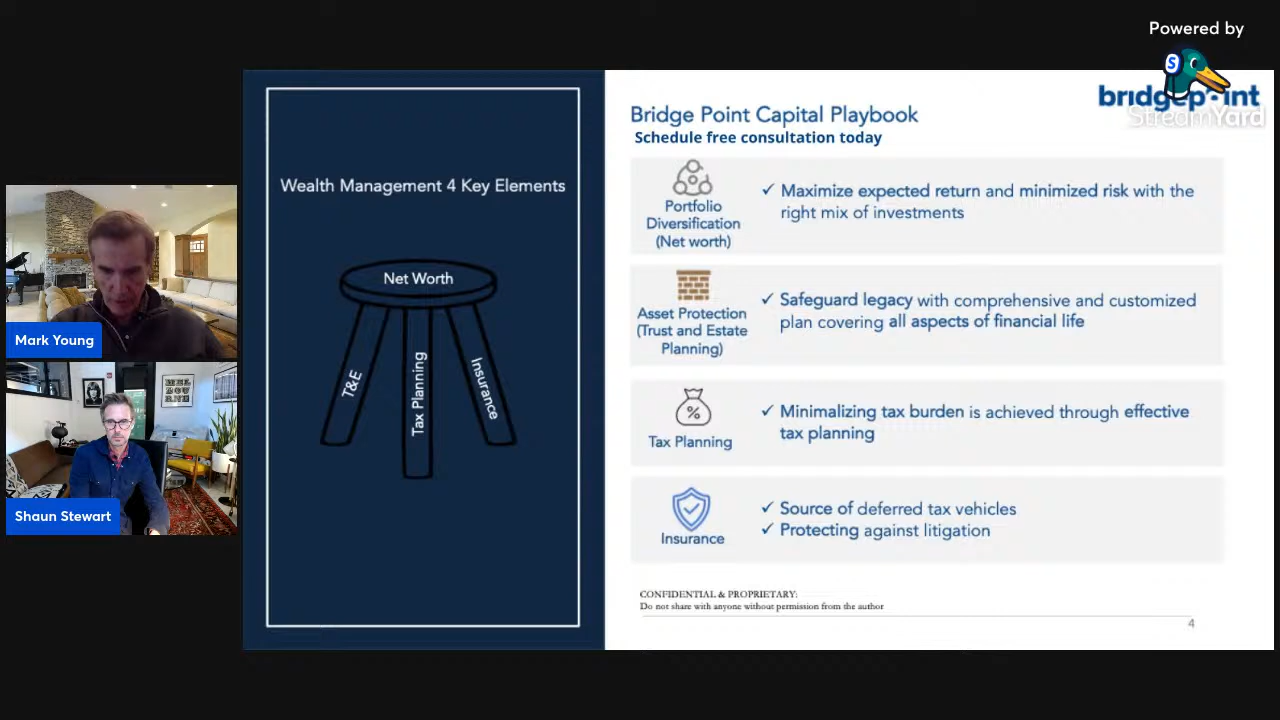 Powered by
StreamYard
S
bridgepoint
Mark Young
Shaun Stewart
Wealth Management 4 Key Elements
Net Worth
T&E
Tax Planning
Insurance
Bridge Point Capital Playbook
Schedule free consultation today
Portfolio
Diversification
(Net worth)
✓ Maximize expected return and minimized risk with the
right mix of investments
Asset Protection
(Trust and Estate
Planning)
✓ Safeguard legacy with comprehensive and customized
plan covering all aspects of financial life
Tax Planning
✓ Minimalizing tax burden is achieved through effective
tax planning
Insurance
✓ Source of deferred tax vehicles
✓ Protecting against litigation
CONFIDENTIAL & PROPRIETARY:
Do not share with anyone without permission from the author
4